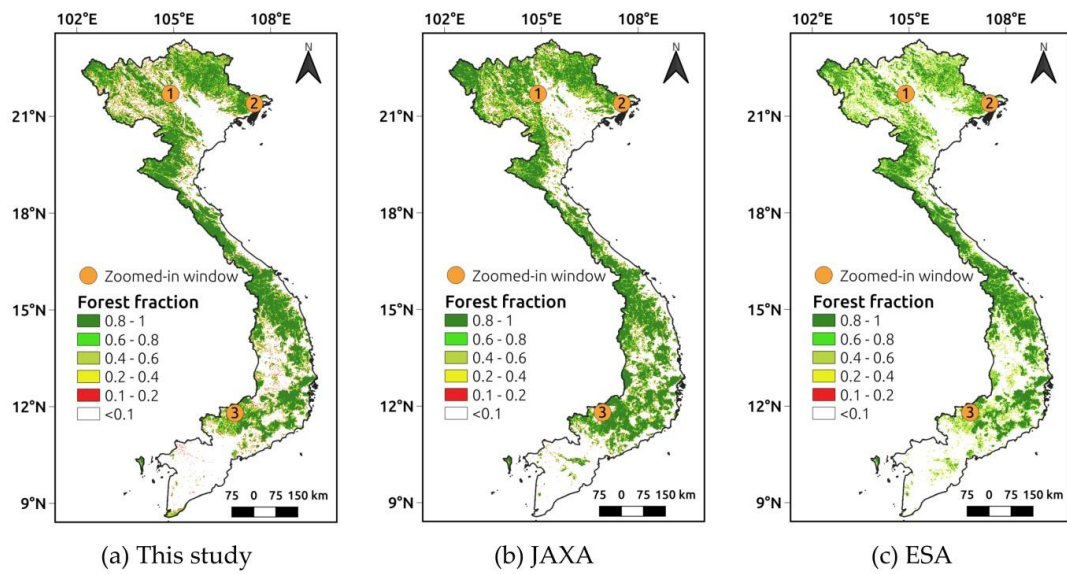 102°E 105°E 108°E
N
1
2
21°N
18°N
Zoomed-in window
Forest fraction
15°N
0.8 - 1
0.6 - 0.8
0.4 - 0.6
0.2 - 0.4
0.1 - 0.2
12°N
<0.1
3
75 0 75 150 km
9°N
(a) This study
102°E 105°E 108°E
N
1
2
21°N
18°N
Zoomed-in window
Forest fraction
15°N
0.8 - 1
0.6 - 0.8
0.4 - 0.6
0.2 - 0.4
0.1 - 0.2
12°N
<0.1
3
75 0 75 150 km
9°N
(b) JAXA
102°E 105°E 108°E
N
1
2
21°N
18°N
Zoomed-in window
Forest fraction
15°N
0.8 - 1
0.6 - 0.8
0.4 - 0.6
0.2 - 0.4
0.1 - 0.2
12°N
<0.1
3
75 0 75 150 km
9°N
(c) ESA